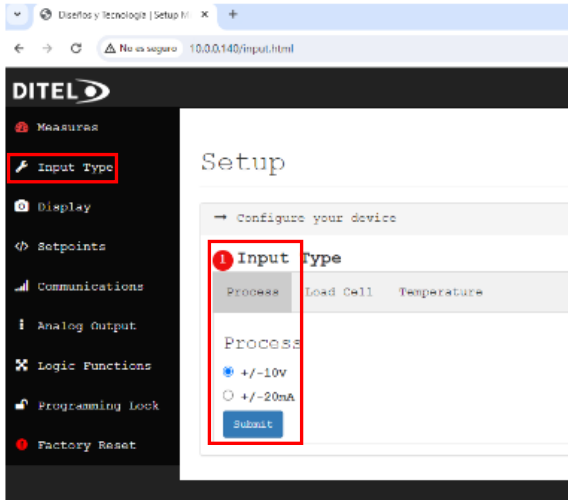 Diseños y Tecnología | Setup M
No es seguro
10.0.0.140/input.html
DITEL
Measures
Input Type
Display
Setpoints
Communications
Analog Output
Logic Functions
Programming Lock
Factory Reset
Setup
→ Configure your device
1 Input Type
Process Load Cell Temperature
Process
+/-10V
+/-20mA
Submit